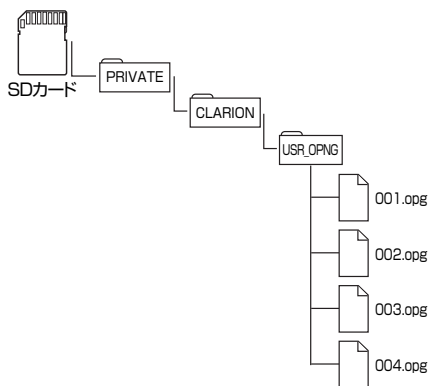 SDカード
PRIVATE
CLARION
USR_OPNG
001.opg
002.opg
003.opg
004.opg